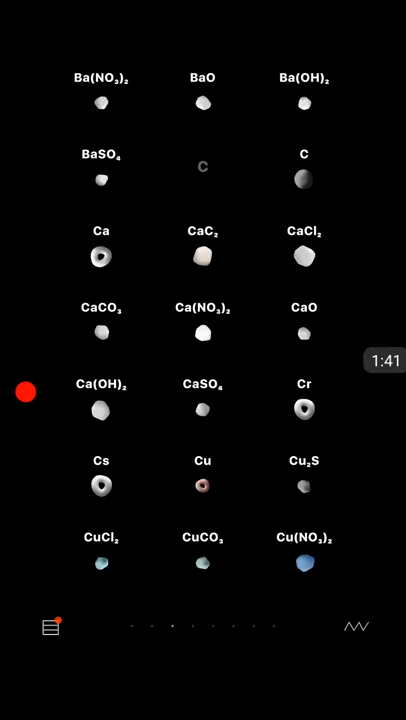 Ba(NO₃)₂ BaO Ba(OH)₂
BaSO₄ C C
Ca CaC₂ CaCl₂
1:41
CaCO₃ Ca(NO₃)₂ CaO
Ca(OH)₂ CaSO₄ Cr
Cs Cu Cu₂S
CuCl₂ CuCO₃ Cu(NO₃)₂